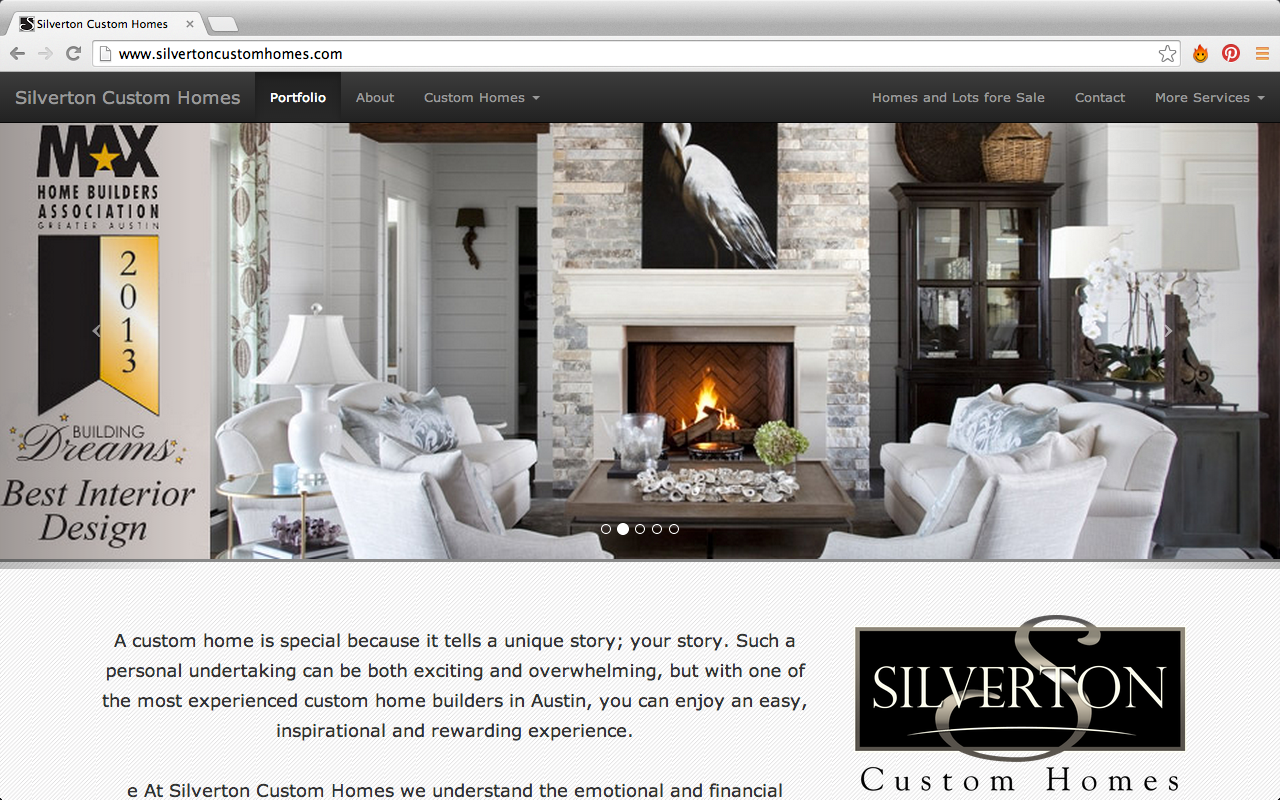 Silverton Custom Homes
www.silvertoncustomhomes.com
Silverton Custom Homes Portfolio About Custom Homes Homes and Lots fore Sale Contact More Services
MAX
HOME BUILDERS
ASSOCIATION
GREATER AUSTIN
2013
BUILDING
Dreams
Best Interior
Design
A custom home is special because it tells a unique story; your story. Such a
personal undertaking can be both exciting and overwhelming, but with one of
the most experienced custom home builders in Austin, you can enjoy an easy,
inspirational and rewarding experience.
e At Silverton Custom Homes we understand the emotional and financial
S
SILVERTON
Custom Homes